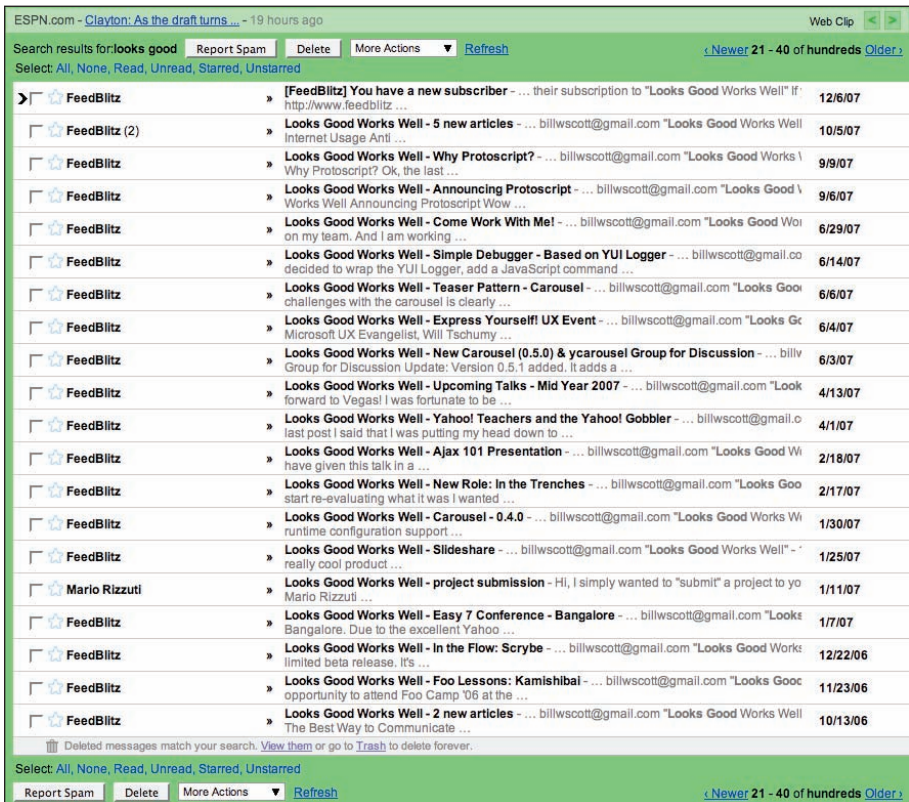 ESPN.com - Clayton: As the draft turns ... - 19 hours ago Web Clip < >
Search results for:looks good Report Spam Delete More Actions ▼ Refresh ‹ Newer 21 - 40 of hundreds Older ›
Select: All, None, Read, Unread, Starred, Unstarred
FeedBlitz » [FeedBlitz] You have a new subscriber - … their subscription to "Looks Good Works Well" If 12/6/07
http://www.feedblitz …
FeedBlitz (2) » Looks Good Works Well - 5 new articles - … billwscott@gmail.com "Looks Good Works Well 10/5/07
Internet Usage Anti …
FeedBlitz » Looks Good Works Well - Why Protoscript? - … billwscott@gmail.com "Looks Good Works 9/9/07
Why Protoscript? Ok, the last …
FeedBlitz » Looks Good Works Well - Announcing Protoscript - … billwscott@gmail.com "Looks Good 9/6/07
Works Well Announcing Protoscript Wow …
FeedBlitz » Looks Good Works Well - Come Work With Me! - … billwscott@gmail.com "Looks Good Wor 6/29/07
on my team. And I am working …
FeedBlitz » Looks Good Works Well - Simple Debugger - Based on YUI Logger - … billwscott@gmail.co 6/14/07
decided to wrap the YUI Logger, add a JavaScript command …
FeedBlitz » Looks Good Works Well - Teaser Pattern - Carousel - … billwscott@gmail.com "Looks Goo 6/6/07
challenges with the carousel is clearly …
FeedBlitz » Looks Good Works Well - Express Yourself! UX Event - … billwscott@gmail.com "Looks Go 6/4/07
Microsoft UX Evangelist, Will Tschumy …
FeedBlitz » Looks Good Works Well - New Carousel (0.5.0) & ycarousel Group for Discussion - … billw 6/3/07
Group for Discussion Update: Version 0.5.1 added. It adds a …
FeedBlitz » Looks Good Works Well - Upcoming Talks - Mid Year 2007 - … billwscott@gmail.com "Look 4/13/07
forward to Vegas! I was fortunate to be …
FeedBlitz » Looks Good Works Well - Yahoo! Teachers and the Yahoo! Gobbler - … billwscott@gmail.c 4/1/07
last post I said that I was putting my head down to …
FeedBlitz » Looks Good Works Well - Ajax 101 Presentation - … billwscott@gmail.com "Looks Good W 2/18/07
have given this talk in a …
FeedBlitz » Looks Good Works Well - New Role: In the Trenches - … billwscott@gmail.com "Looks Goo 2/17/07
start re-evaluating what it was I wanted …
FeedBlitz » Looks Good Works Well - Carousel - 0.4.0 - … billwscott@gmail.com "Looks Good Works W 1/30/07
runtime configuration support …
FeedBlitz » Looks Good Works Well - Slideshare - … billwscott@gmail.com "Looks Good Works Well" - 1/25/07
really cool product …
Mario Rizzuti » Looks Good Works Well - project submission - Hi, I simply wanted to "submit" a project to yo 1/11/07
Mario Rizzuti …
FeedBlitz » Looks Good Works Well - Easy 7 Conference - Bangalore - … billwscott@gmail.com "Looks 1/7/07
Bangalore. Due to the excellent Yahoo …
FeedBlitz » Looks Good Works Well - In the Flow: Scrybe - … billwscott@gmail.com "Looks Good Works 12/22/06
limited beta release. It's …
FeedBlitz » Looks Good Works Well - Foo Lessons: Kamishibai - … billwscott@gmail.com "Looks Good 11/23/06
opportunity to attend Foo Camp '06 at the …
FeedBlitz » Looks Good Works Well - 2 new articles - … billwscott@gmail.com "Looks Good Works Well 10/13/06
The Best Way to Communicate …
Deleted messages match your search. View them or go to Trash to delete forever.
Select: All, None, Read, Unread, Starred, Unstarred
Report Spam Delete More Actions ▼ Refresh ‹ Newer 21 - 40 of hundreds Older ›